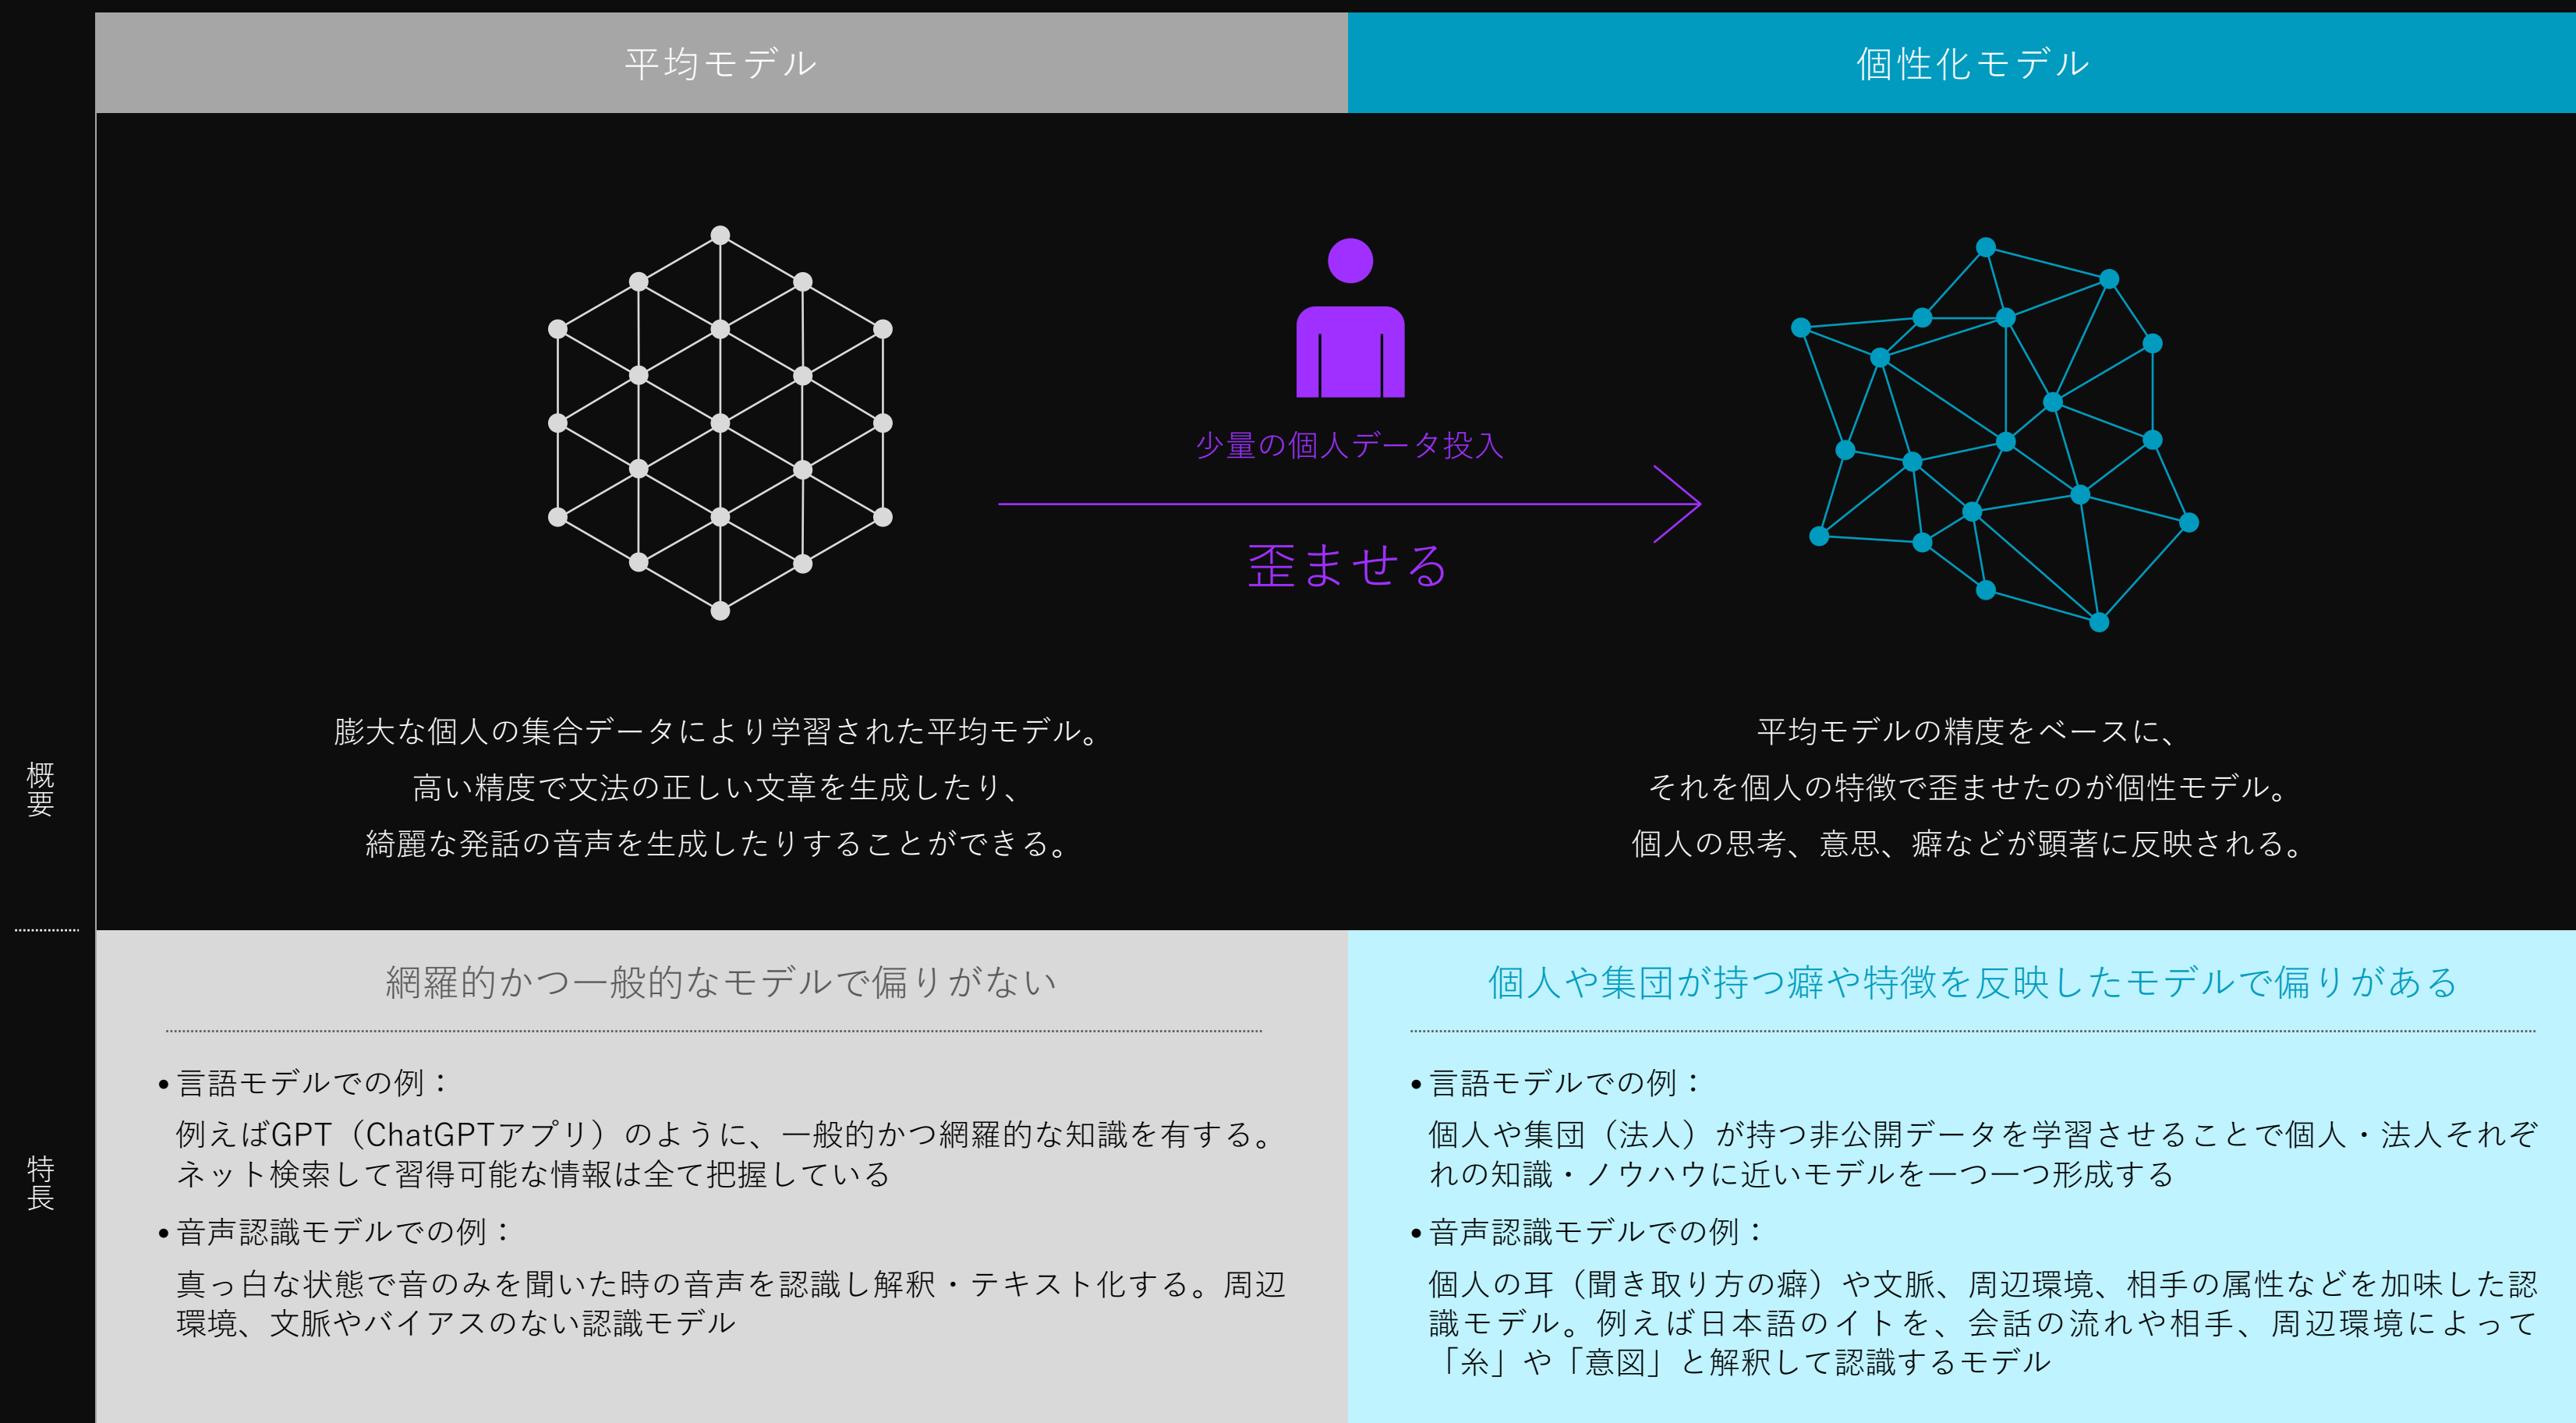 平均モデル
個性化モデル
少量の個人データ投入
歪ませる
概要
膨大な個人の集合データにより学習された平均モデル。
高い精度で文法の正しい文章を生成したり、
綺麗な発話の音声を生成したりすることができる。
平均モデルの精度をベースに、
それを個人の特徴で歪ませたのが個性モデル。
個人の思考、意思、癖などが顕著に反映される。
特長
網羅的かつ一般的なモデルで偏りがない
•言語モデルでの例：
例えばGPT（ChatGPTアプリ）のように、一般的かつ網羅的な知識を有する。
ネット検索して習得可能な情報は全て把握している
•音声認識モデルでの例：
真っ白な状態で音のみを聞いた時の音声を認識し解釈・テキスト化する。周辺
環境、文脈やバイアスのない認識モデル
個人や集団が持つ癖や特徴を反映したモデルで偏りがある
•言語モデルでの例：
個人や集団（法人）が持つ非公開データを学習させることで個人・法人それぞ
れの知識・ノウハウに近いモデルを一つ一つ形成する
•音声認識モデルでの例：
個人の耳（聞き取り方の癖）や文脈、周辺環境、相手の属性などを加味した認
識モデル。例えば日本語のイトを、会話の流れや相手、周辺環境によって
「糸」や「意図」と解釈して認識するモデル